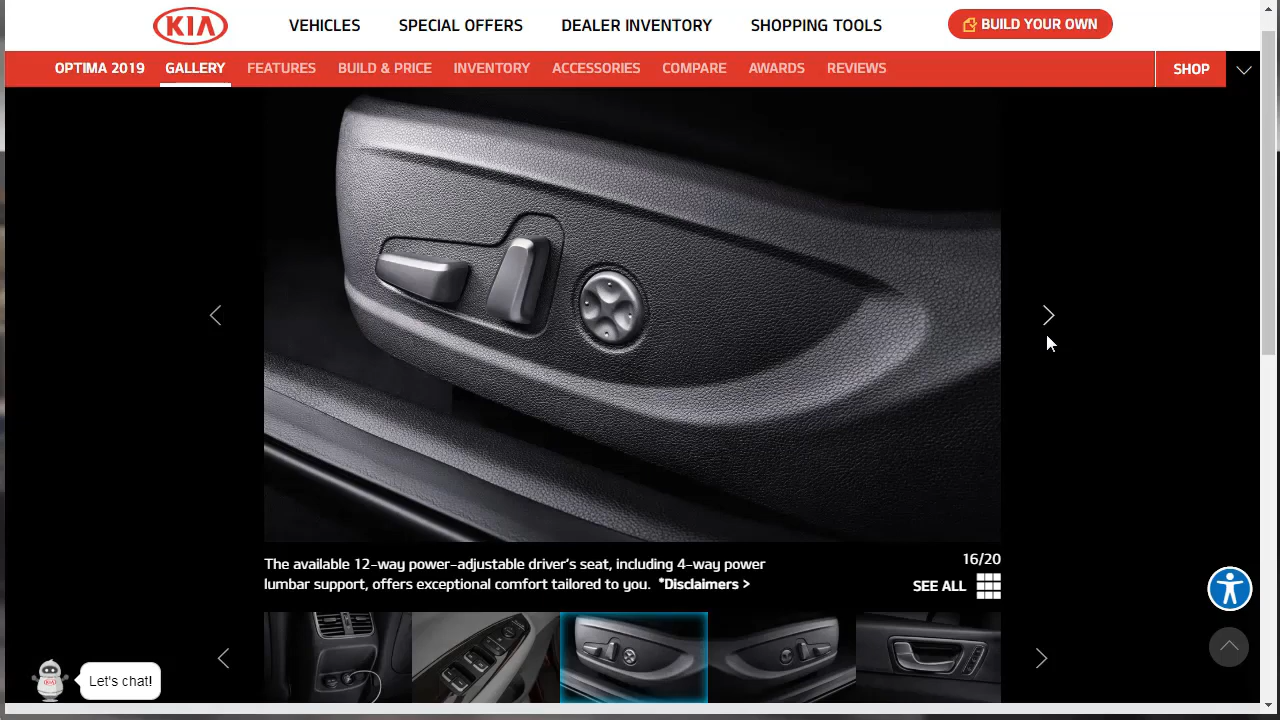 KIA
VEHICLES
SPECIAL OFFERS
DEALER INVENTORY
SHOPPING TOOLS
BUILD YOUR OWN
OPTIMA 2019
GALLERY
FEATURES
BUILD & PRICE
INVENTORY
ACCESSORIES
COMPARE
AWARDS
REVIEWS
SHOP
The available 12-way power-adjustable driver's seat, including 4-way power
lumbar support, offers exceptional comfort tailored to you. *Disclaimers >
16/20
SEE ALL
Let's chat!